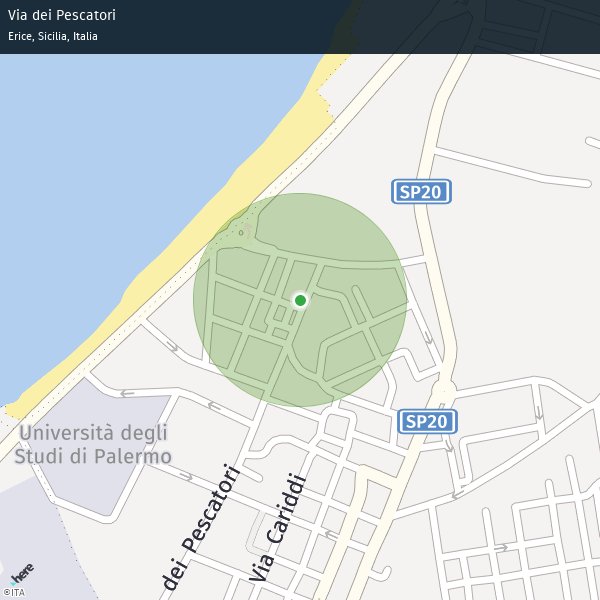 Via dei Pescatori
Erice, Sicilia, Italia
SP20
SP20
Università degli
Studi di Palermo
dei Pescatori
Via Cariddi
here
©ITA